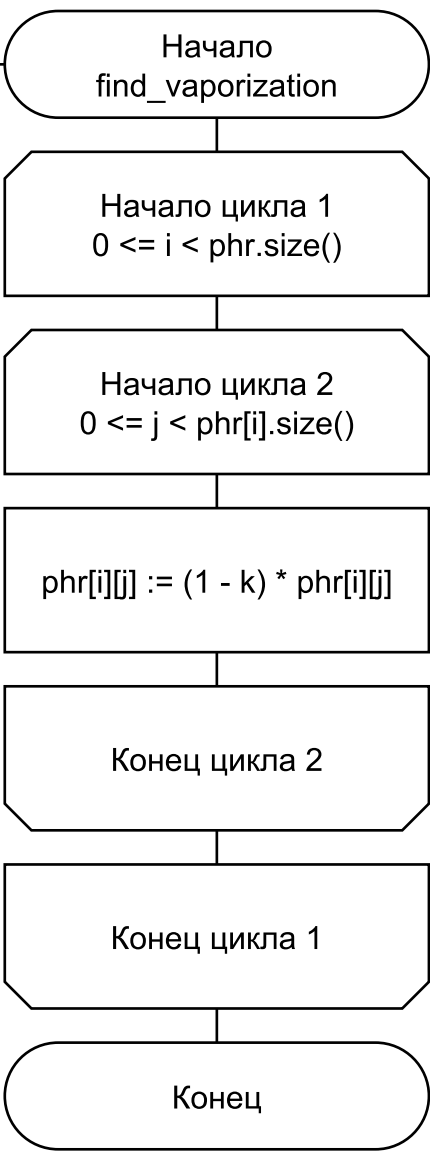 Начало
find_vaporization
Начало цикла 1
0 <= i < phr.size()
Начало цикла 2
0 <= j < phr[i].size()
phr[i][j] := (1 - k) * phr[i][j]
Конец цикла 2
Конец цикла 1
Конец